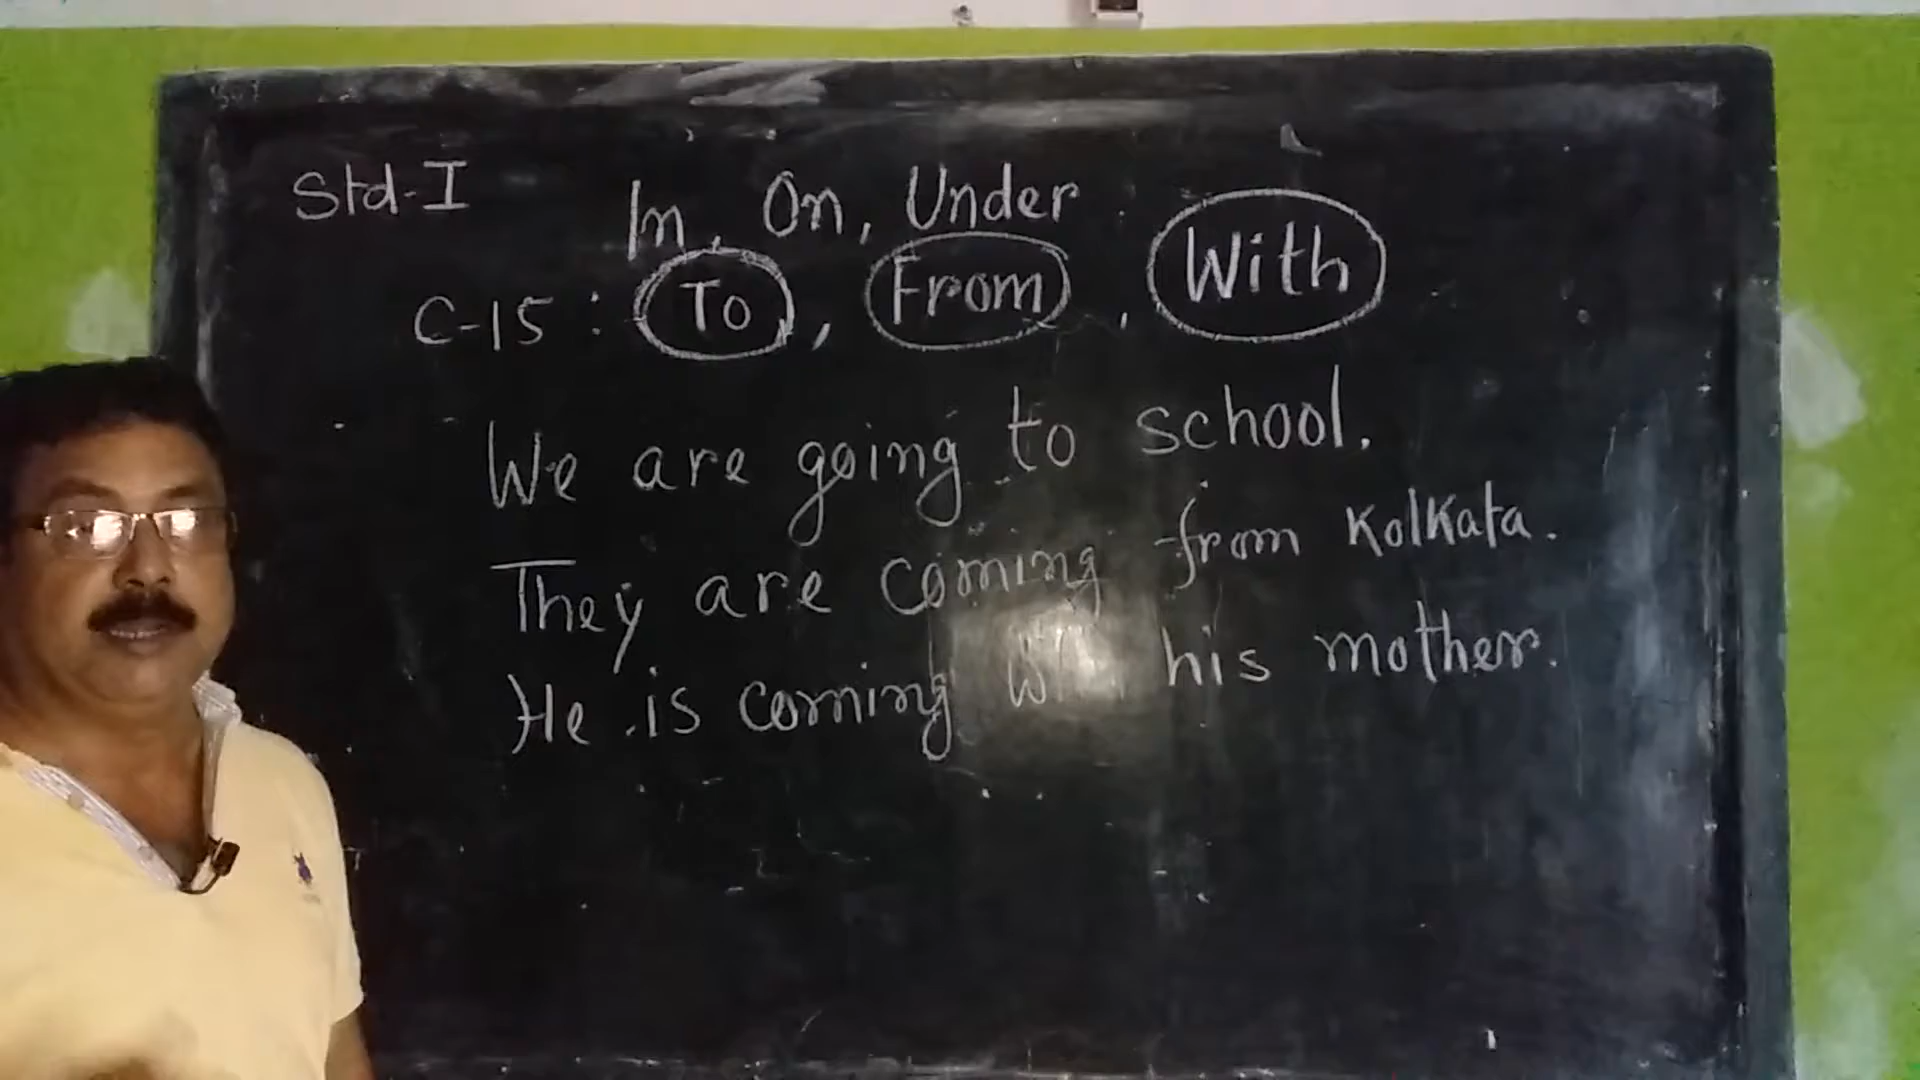 Std-I
In, On, Under
C-15: To, From, With
We are going to school.
They are coming from Kolkata.
He is coming with his mother.